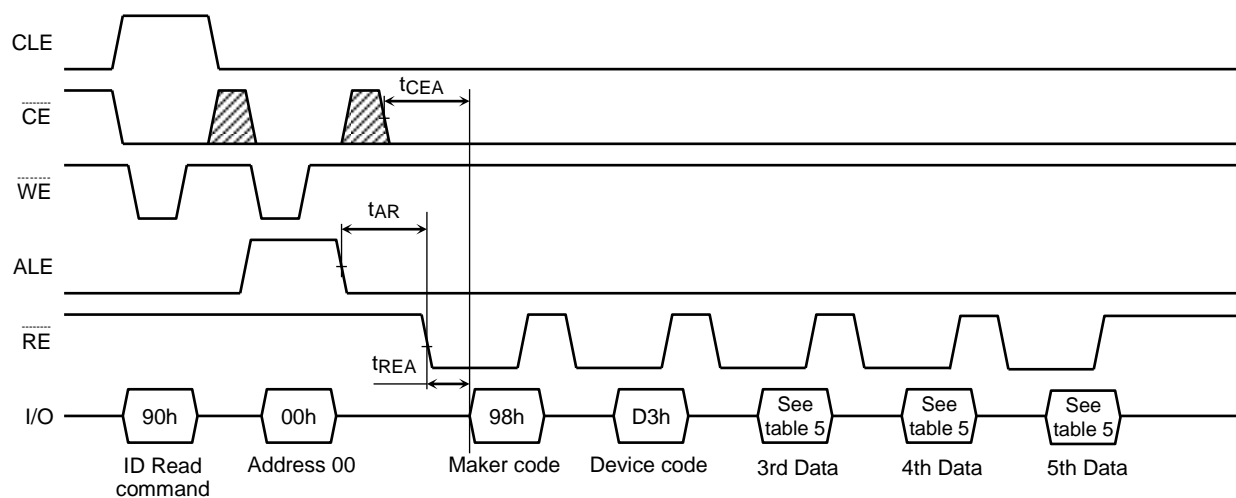 CLE
tCEA
CE
WE
tAR
ALE
RE
tREA
I/O
90h
00h
98h
D3h
See
table 5
See
table 5
See
table 5
ID Read
command
Address 00
Maker code
Device code
3rd Data
4th Data
5th Data